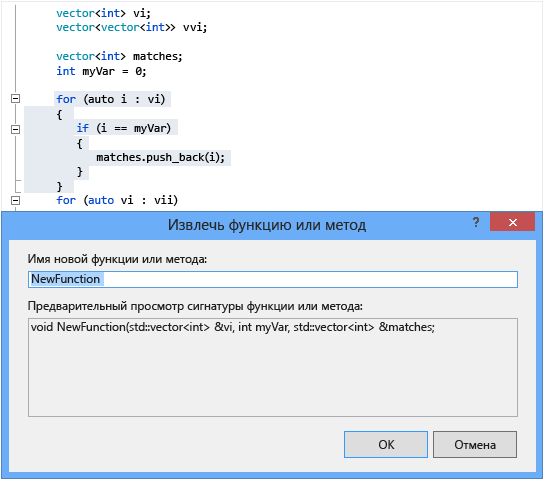 vector<int> vi;
vector<vector<int>> vvi;
vector<int> matches;
int myVar = 0;
for (auto i : vi)
{
if (i == myVar)
{
matches.push_back(i);
}
}
for (auto vi : vii)
Извлечь функцию или метод
?
Имя новой функции или метода:
NewFunction
Предварительный просмотр сигнатуры функции или метода:
void NewFunction(std::vector<int> &vi, int myVar, std::vector<int> &matches;
OK
Отмена